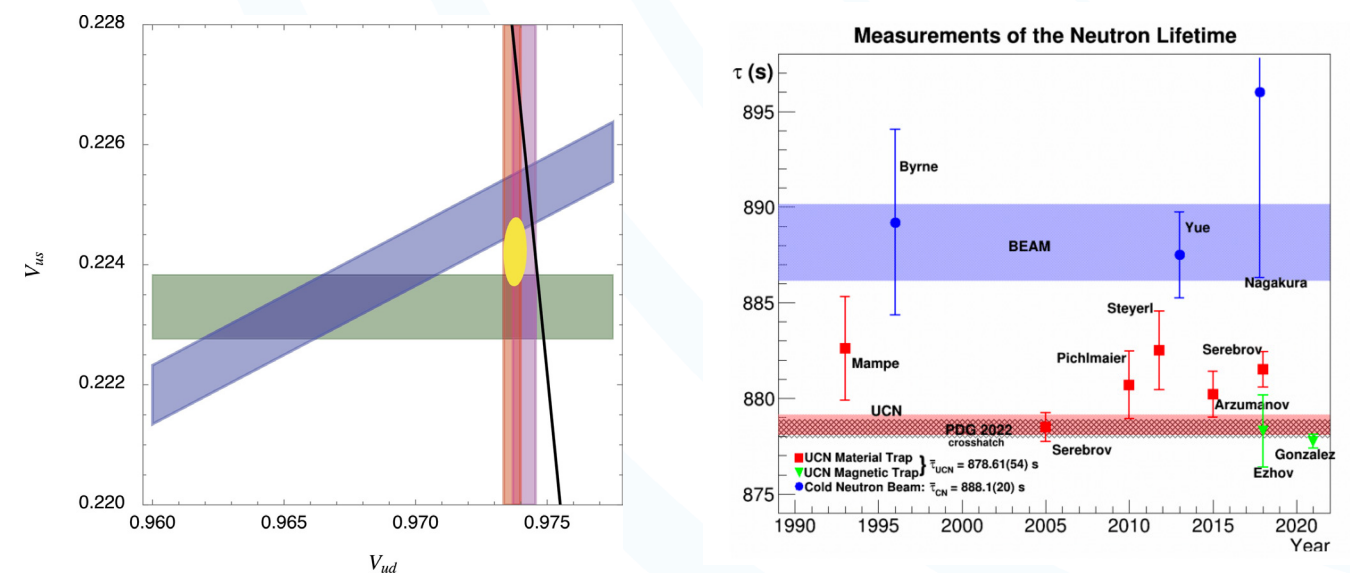 0.228
0.226
0.224
0.222
0.220
V_us
0.960
0.965
0.970
0.975
V_ud
Measurements of the Neutron Lifetime
τ (s)
895
890
885
880
875
Byrne
Yue
BEAM
Nagakura
Steyerl
Pichlmaier
Serebrov
Mampe
Arzumanov
UCN
PDG 2022
crosshatch
Serebrov
Gonzalez
Ezhov
UCN Material Trap
UCN Magnetic Trap
} τ̄_UCN = 878.61(54) s
Cold Neutron Beam: τ̄_CN = 888.1(20) s
1990
1995
2000
2005
2010
2015
2020
Year